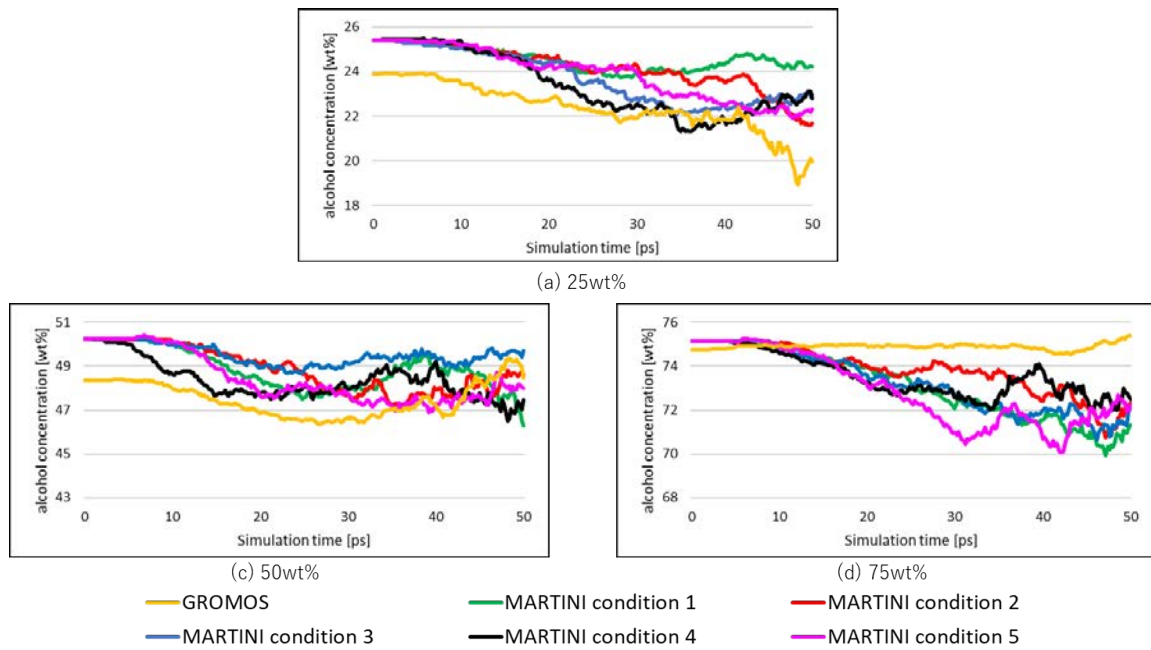 26
24
22
20
18
alcohol concentration [wt%]
0 10 20 30 40 50
Simulation time [ps]
(a) 25wt%
51
49
47
45
43
alcohol concentration [wt%]
0 10 20 30 40 50
Simulation time [ps]
(c) 50wt%
76
74
72
70
68
alcohol concentration [wt%]
0 10 20 30 40 50
Simulation time [ps]
(d) 75wt%
GROMOS MARTINI condition 1 MARTINI condition 2
MARTINI condition 3 MARTINI condition 4 MARTINI condition 5